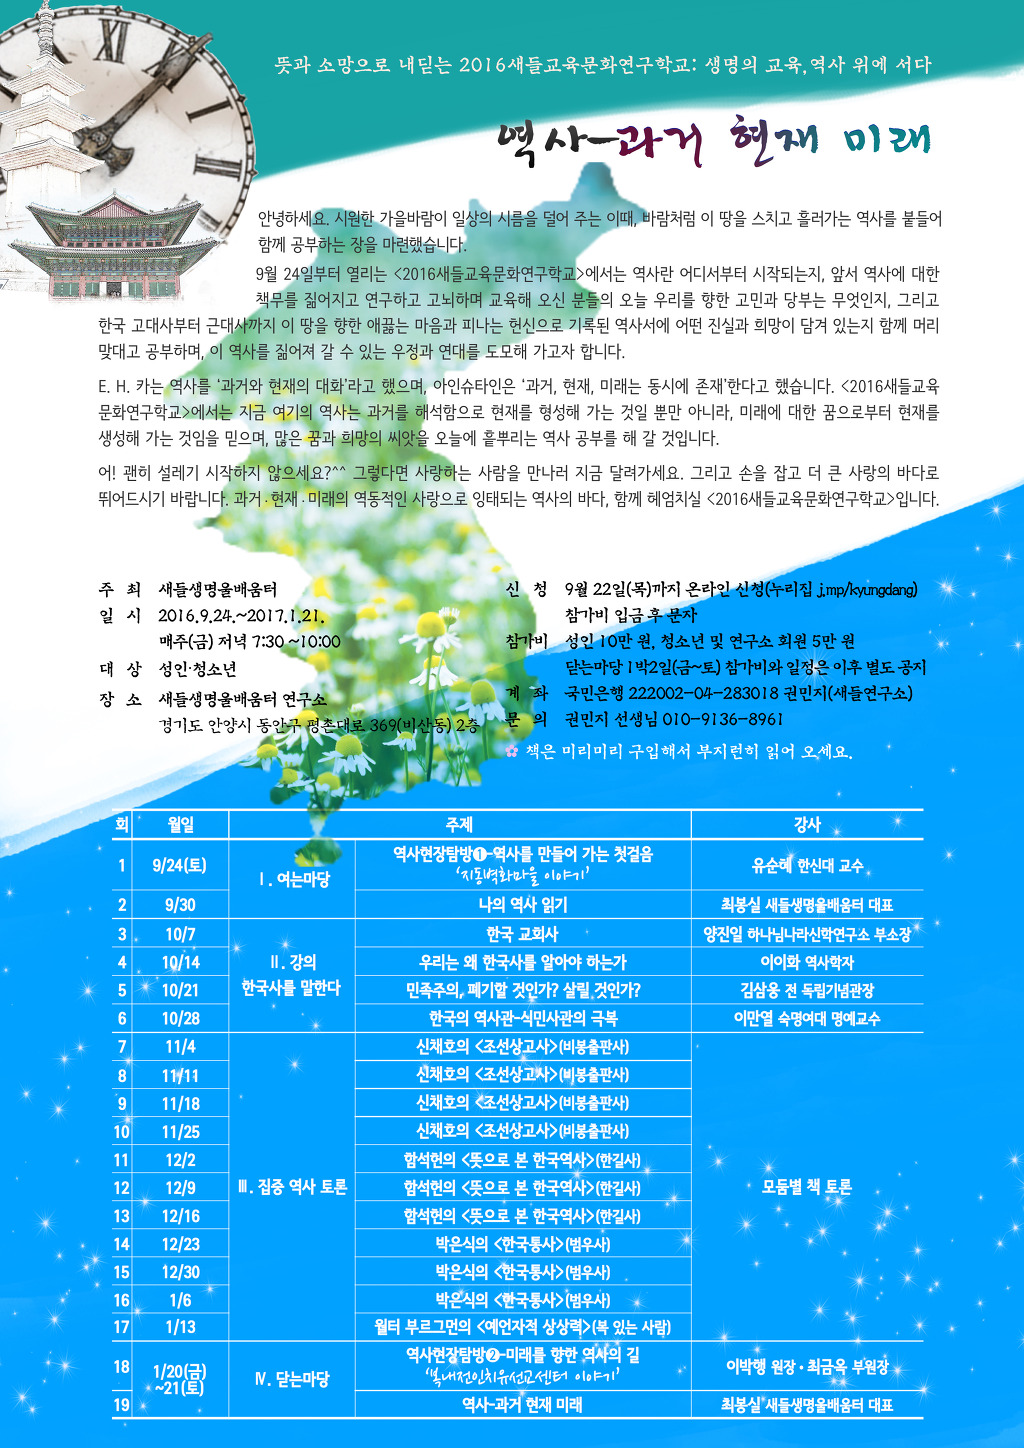 뜻과 소망으로 내딛는 2016새들교육문화연구학교: 생명의 교육,역사 위에 서다
역사-과거 현재 미래
안녕하세요. 시원한 가을바람이 일상의 시름을 덜어 주는 이때, 바람처럼 이 땅을 스치고 흘러가는 역사를 붙들어
함께 공부하는 장을 마련했습니다.
9월 24일부터 열리는 <2016새들교육문화연구학교>에서는 역사란 어디서부터 시작되는지, 앞서 역사에 대한
책무를 짊어지고 연구하고 고뇌하며 교육해 오신 분들의 오늘 우리를 향한 고민과 당부는 무엇인지, 그리고
한국 고대사부터 근대사까지 이 땅을 향한 애끓는 마음과 피나는 헌신으로 기록된 역사서에 어떤 진실과 희망이 담겨 있는지 함께 머리
맞대고 공부하며, 이 역사를 짊어져 갈 수 있는 우정과 연대를 도모해 가고자 합니다.
E. H. 카는 역사를 ‘과거와 현재의 대화’라고 했으며, 아인슈타인은 ‘과거, 현재, 미래는 동시에 존재’한다고 했습니다. <2016새들교육
문화연구학교>에서는 지금 여기의 역사는 과거를 해석함으로 현재를 형성해 가는 것일 뿐만 아니라, 미래에 대한 꿈으로부터 현재를
생성해 가는 것임을 믿으며, 많은 꿈과 희망의 씨앗을 오늘에 흩뿌리는 역사 공부를 해 갈 것입니다.
어! 괜히 설레기 시작하지 않으세요?^^ 그렇다면 사랑하는 사람을 만나러 지금 달려가세요. 그리고 손을 잡고 더 큰 사랑의 바다로
뛰어드시기 바랍니다. 과거·현재·미래의 역동적인 사랑으로 잉태되는 역사의 바다, 함께 헤엄치실 <2016새들교육문화연구학교>입니다.
주 최 새들생명울배움터
일 시 2016.9.24.~2017.1.21.
매주(금) 저녁 7:30 ~10:00
대 상 성인·청소년
장 소 새들생명울배움터 연구소
경기도 안양시 동안구 평촌대로 369(비산동) 2층
신 청 9월 22일(목)까지 온라인 신청(누리집 j.mp/kyungdang)
참가비 입금 후 문자
참가비 성인 10만 원, 청소년 및 연구소 회원 5만 원
닫는마당 1박2일(금~토) 참가비와 일정은 이후 별도 공지
계 좌 국민은행 222002-04-283018 권민지(새들연구소)
문 의 권민지 선생님 010-9136-8961
✿ 책은 미리미리 구입해서 부지런히 읽어 오세요.
회 월일 주제 강사
1 9/24(토) Ⅰ. 여는마당 역사현장탐방❶-역사를 만들어 가는 첫걸음 유순혜 한신대 교수
‘지동벽화마을 이야기’
2 9/30 나의 역사 읽기 최봉실 새들생명울배움터 대표
3 10/7 한국 교회사 양진일 하나님나라신학연구소 부소장
4 10/14 Ⅱ. 강의 우리는 왜 한국사를 알아야 하는가 이이화 역사학자
5 10/21 한국사를 말한다 민족주의, 폐기할 것인가? 살릴 것인가? 김삼웅 전 독립기념관장
6 10/28 한국의 역사관-식민사관의 극복 이만열 숙명여대 명예교수
7 11/4 신채호의 <조선상고사>(비봉출판사)
8 11/11 신채호의 <조선상고사>(비봉출판사)
9 11/18 신채호의 <조선상고사>(비봉출판사)
10 11/25 신채호의 <조선상고사>(비봉출판사)
11 12/2 함석헌의 <뜻으로 본 한국역사>(한길사)
12 12/9 Ⅲ. 집중 역사 토론 함석헌의 <뜻으로 본 한국역사>(한길사) 모둠별 책 토론
13 12/16 함석헌의 <뜻으로 본 한국역사>(한길사)
14 12/23 박은식의 <한국통사>(범우사)
15 12/30 박은식의 <한국통사>(범우사)
16 1/6 박은식의 <한국통사>(범우사)
17 1/13 월터 부르그먼의 <예언자적 상상력>(복 있는 사람)
18 1/20(금)~21(토) Ⅳ. 닫는마당 역사현장탐방❷-미래를 향한 역사의 길 이박행 원장·최금옥 부원장
‘복내전인치유선교센터 이야기’
19 역사-과거 현재 미래 최봉실 새들생명울배움터 대표